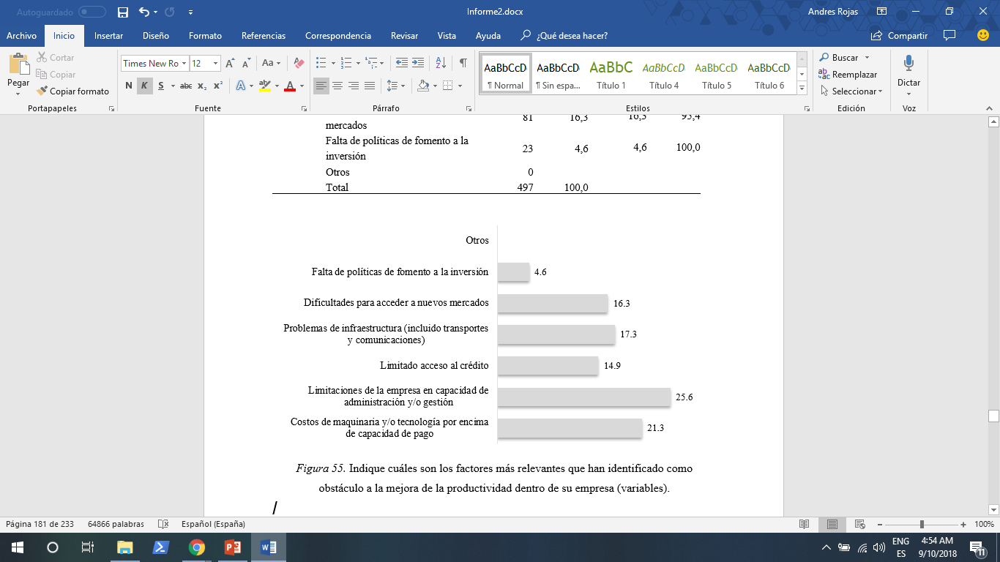 Autoguardado
Informe2.docx
Andres Rojas
Archivo Inicio Insertar Diseño Formato Referencias Correspondencia Revisar Vista Ayuda ¿Qué desea hacer? Compartir
Pegar
Cortar
Copiar
Copiar formato
Portapapeles
Times New Ro 12
Aa
N K S abc x₂ x²
A A
Fuente
Párrafo
AaBbCcD AaBbCcD AaBbC AaBbCcD AaBbCcD AaBbCcD
¶ Normal ¶ Sin espa... Título 1 Título 4 Título 5 Título 6
Estilos
Buscar
Reemplazar
Seleccionar
Edición
Dictar
Voz
81 16,3 16,3 95,4
mercados
Falta de políticas de fomento a la
inversión
23 4,6 4,6 100,0
Otros 0
Total 497 100,0
Otros
Falta de políticas de fomento a la inversión 4.6
Dificultades para acceder a nuevos mercados 16.3
Problemas de infraestructura (incluido transportes
y comunicaciones) 17.3
Limitado acceso al crédito 14.9
Limitaciones de la empresa en capacidad de
administración y/o gestión 25.6
Costos de maquinaria y/o tecnología por encima
de capacidad de pago 21.3
Figura 55. Indique cuáles son los factores más relevantes que han identificado como
obstáculo a la mejora de la productividad dentro de su empresa (variables).
/
Página 181 de 233 64866 palabras Español (España) 100%
ENG 4:54 AM
ES 9/10/2018
11